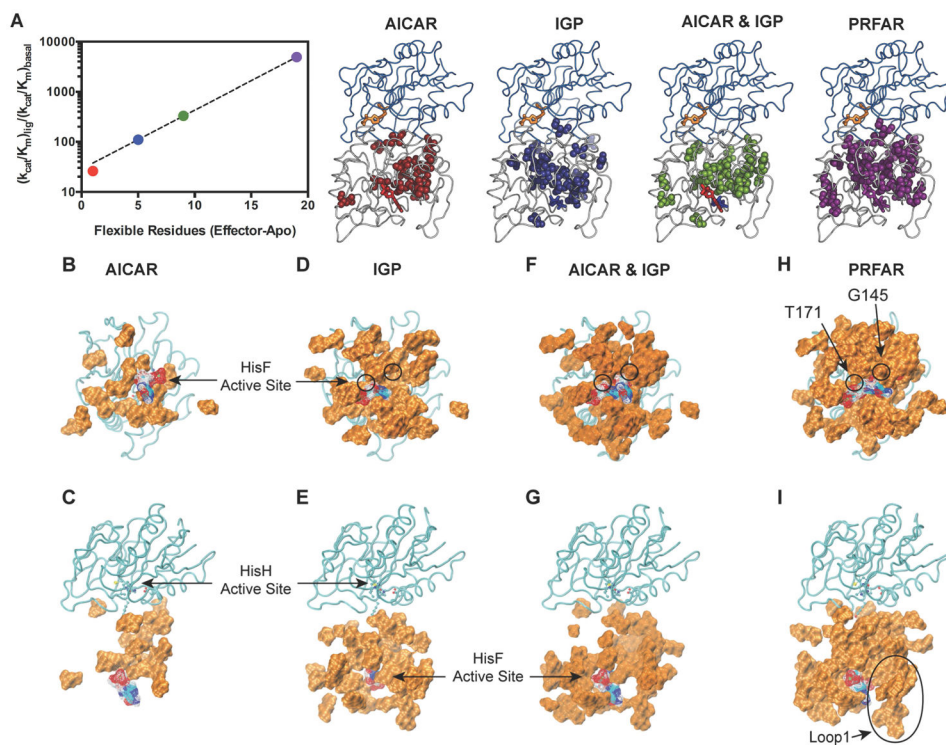 A
AICAR
IGP
AICAR & IGP
PRFAR
(kcat/Km)lig/(kcat/Km)basal
10000
1000
100
10
0
5
10
15
20
Flexible Residues (Effector-Apo)
B
AICAR
D
IGP
F
AICAR & IGP
H
PRFAR
T171
G145
HisF
Active Site
C
E
G
I
HisH
Active Site
HisF
Active Site
Loop1